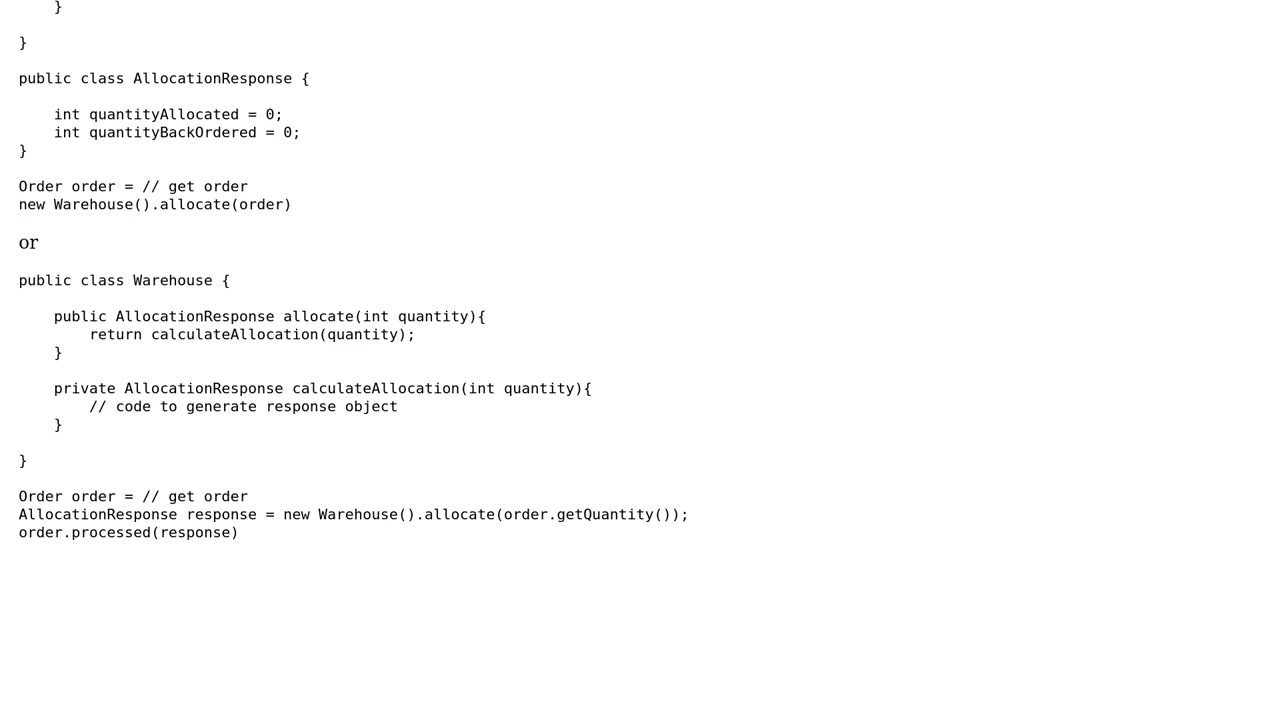 }

}

public class AllocationResponse {

    int quantityAllocated = 0;
    int quantityBackOrdered = 0;
}

Order order = // get order
new Warehouse().allocate(order)

or

public class Warehouse {

    public AllocationResponse allocate(int quantity){
        return calculateAllocation(quantity);
    }

    private AllocationResponse calculateAllocation(int quantity){
        // code to generate response object
    }

}

Order order = // get order
AllocationResponse response = new Warehouse().allocate(order.getQuantity());
order.processed(response)